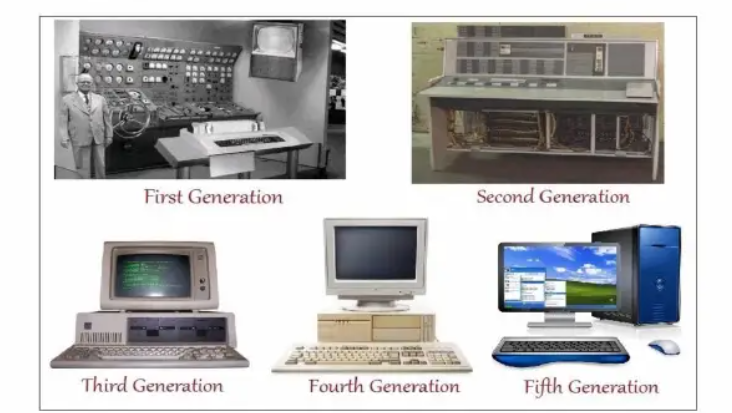 First Generation
Second Generation
Third Generation
Fourth Generation
Fifth Generation